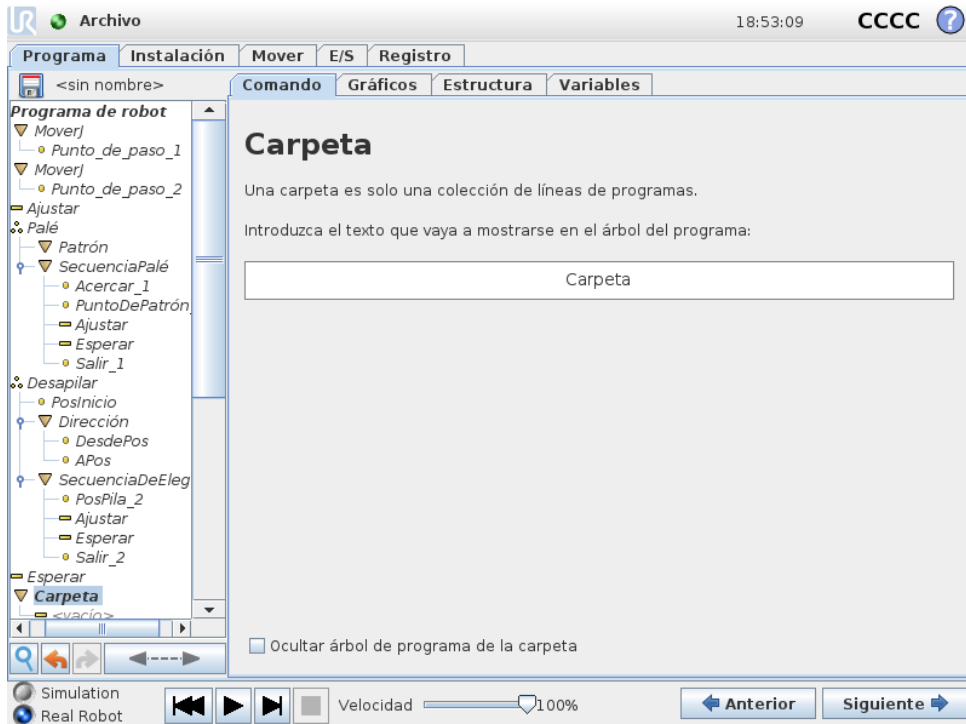 UR Archivo 18:53:09 CCCC ?
Programa Instalación Mover E/S Registro
<sin nombre> Comando Gráficos Estructura Variables
Programa de robot
MoverJ
Punto_de_paso_1
MoverJ
Punto_de_paso_2
Ajustar
Palé
Patrón
SecuenciaPalé
Acercar_1
PuntoDePatrón_
Ajustar
Esperar
Salir_1
Desapilar
PosInicio
Dirección
DesdePos
APos
SecuenciaDeEleg
PosPila_2
Ajustar
Esperar
Salir_2
Esperar
Carpeta
<vacío>
Carpeta
Una carpeta es solo una colección de líneas de programas.
Introduzca el texto que vaya a mostrarse en el árbol del programa:
Carpeta
Ocultar árbol de programa de la carpeta
Simulation
Real Robot
Velocidad 100%
Anterior Siguiente